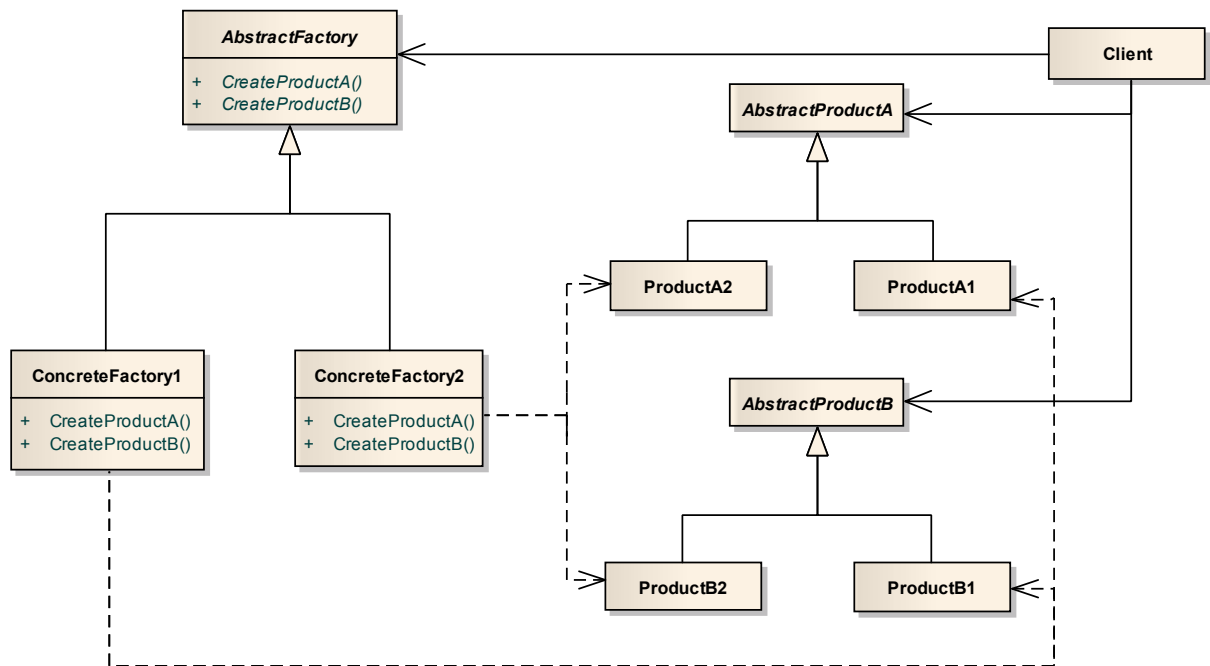 AbstractFactory
+ CreateProductA()
+ CreateProductB()
Client
AbstractProductA
ProductA2
ProductA1
ConcreteFactory1
+ CreateProductA()
+ CreateProductB()
ConcreteFactory2
+ CreateProductA()
+ CreateProductB()
AbstractProductB
ProductB2
ProductB1